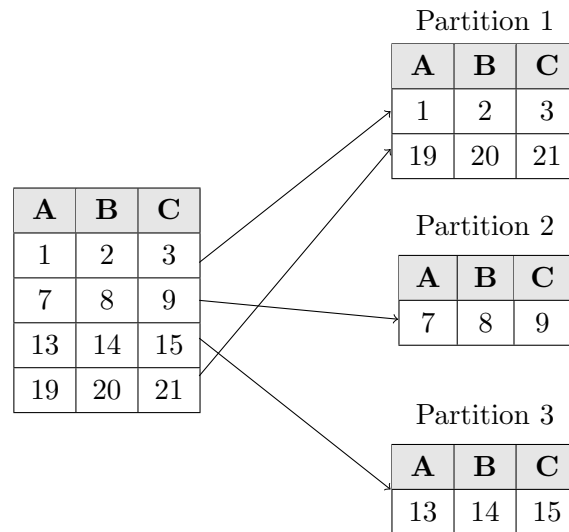 A B C
1 2 3
7 8 9
13 14 15
19 20 21
Partition 1
A B C
1 2 3
19 20 21
Partition 2
A B C
7 8 9
Partition 3
A B C
13 14 15